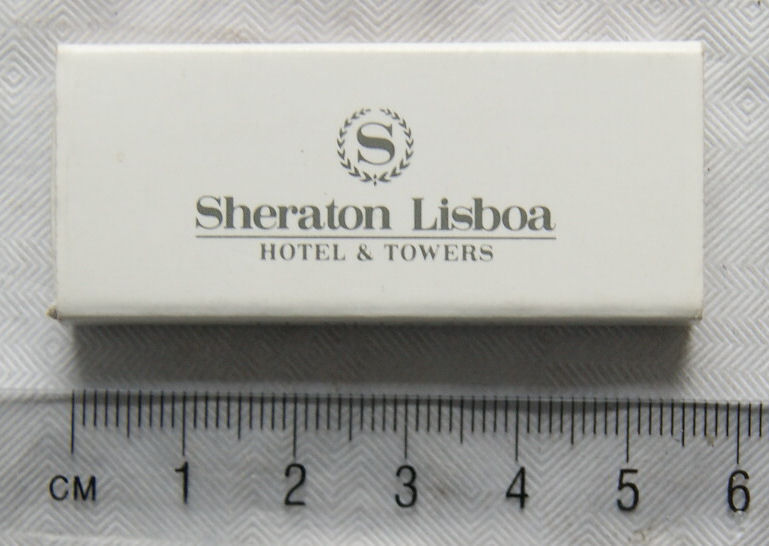 S
Sheraton Lisboa
HOTEL & TOWERS
CM 1 2 3 4 5 6